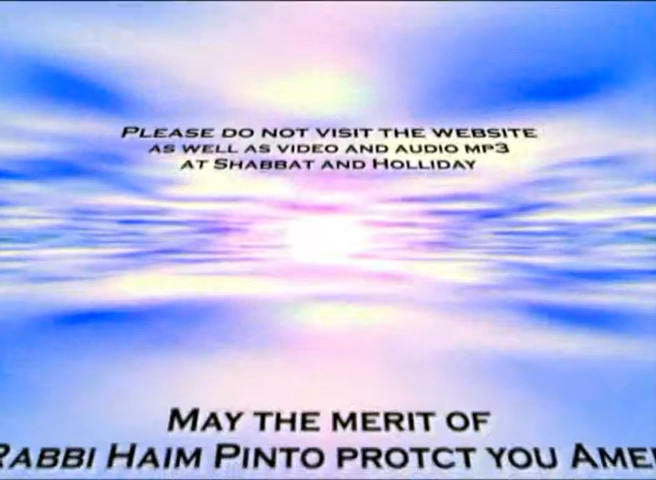 Please do not visit the website
as well as video and audio mp3
at Shabbat and Holliday
May the merit of
Rabbi Haim Pinto protct you Amen